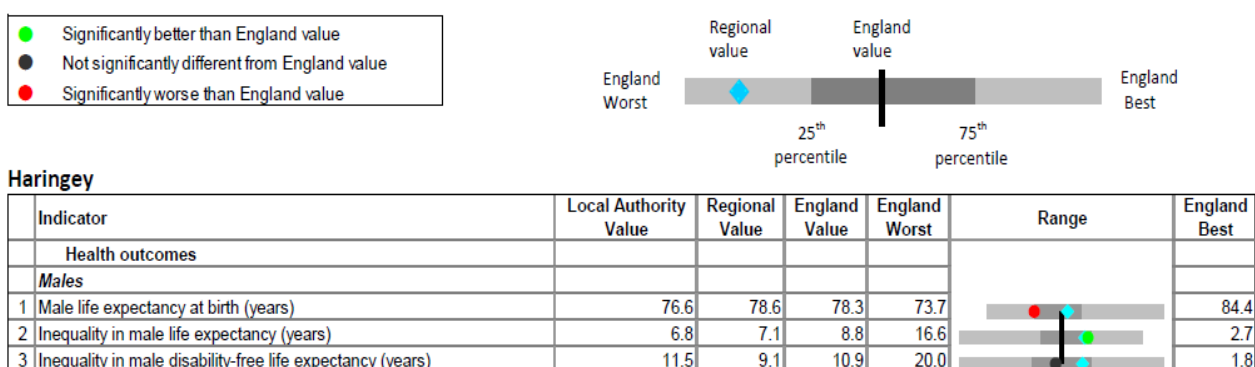 Significantly better than England value
Not significantly different from England value
Significantly worse than England value
Regional value
England value
England Worst
England Best
25th percentile
75th percentile
Haringey
Indicator Local Authority Value Regional Value England Value England Worst Range England Best
Health outcomes
Males
1 Male life expectancy at birth (years) 76.6 78.6 78.3 73.7 84.4
2 Inequality in male life expectancy (years) 6.8 7.1 8.8 16.6 2.7
3 Inequality in male disability-free life expectancy (years) 11.5 9.1 10.9 20.0 1.8